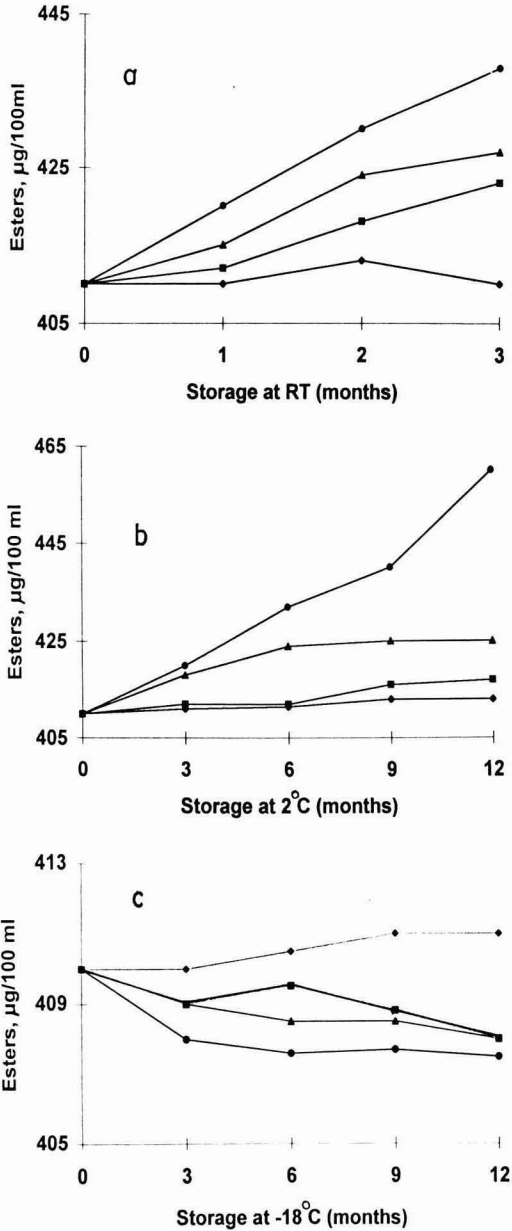 445
a
425
405
Esters, µg/100ml
0 1 2 3
Storage at RT (months)
465
b
445
425
405
Esters, µg/100 ml
0 3 6 9 12
Storage at 2°C (months)
413
c
409
405
Esters, µg/100 ml
0 3 6 9 12
Storage at -18°C (months)